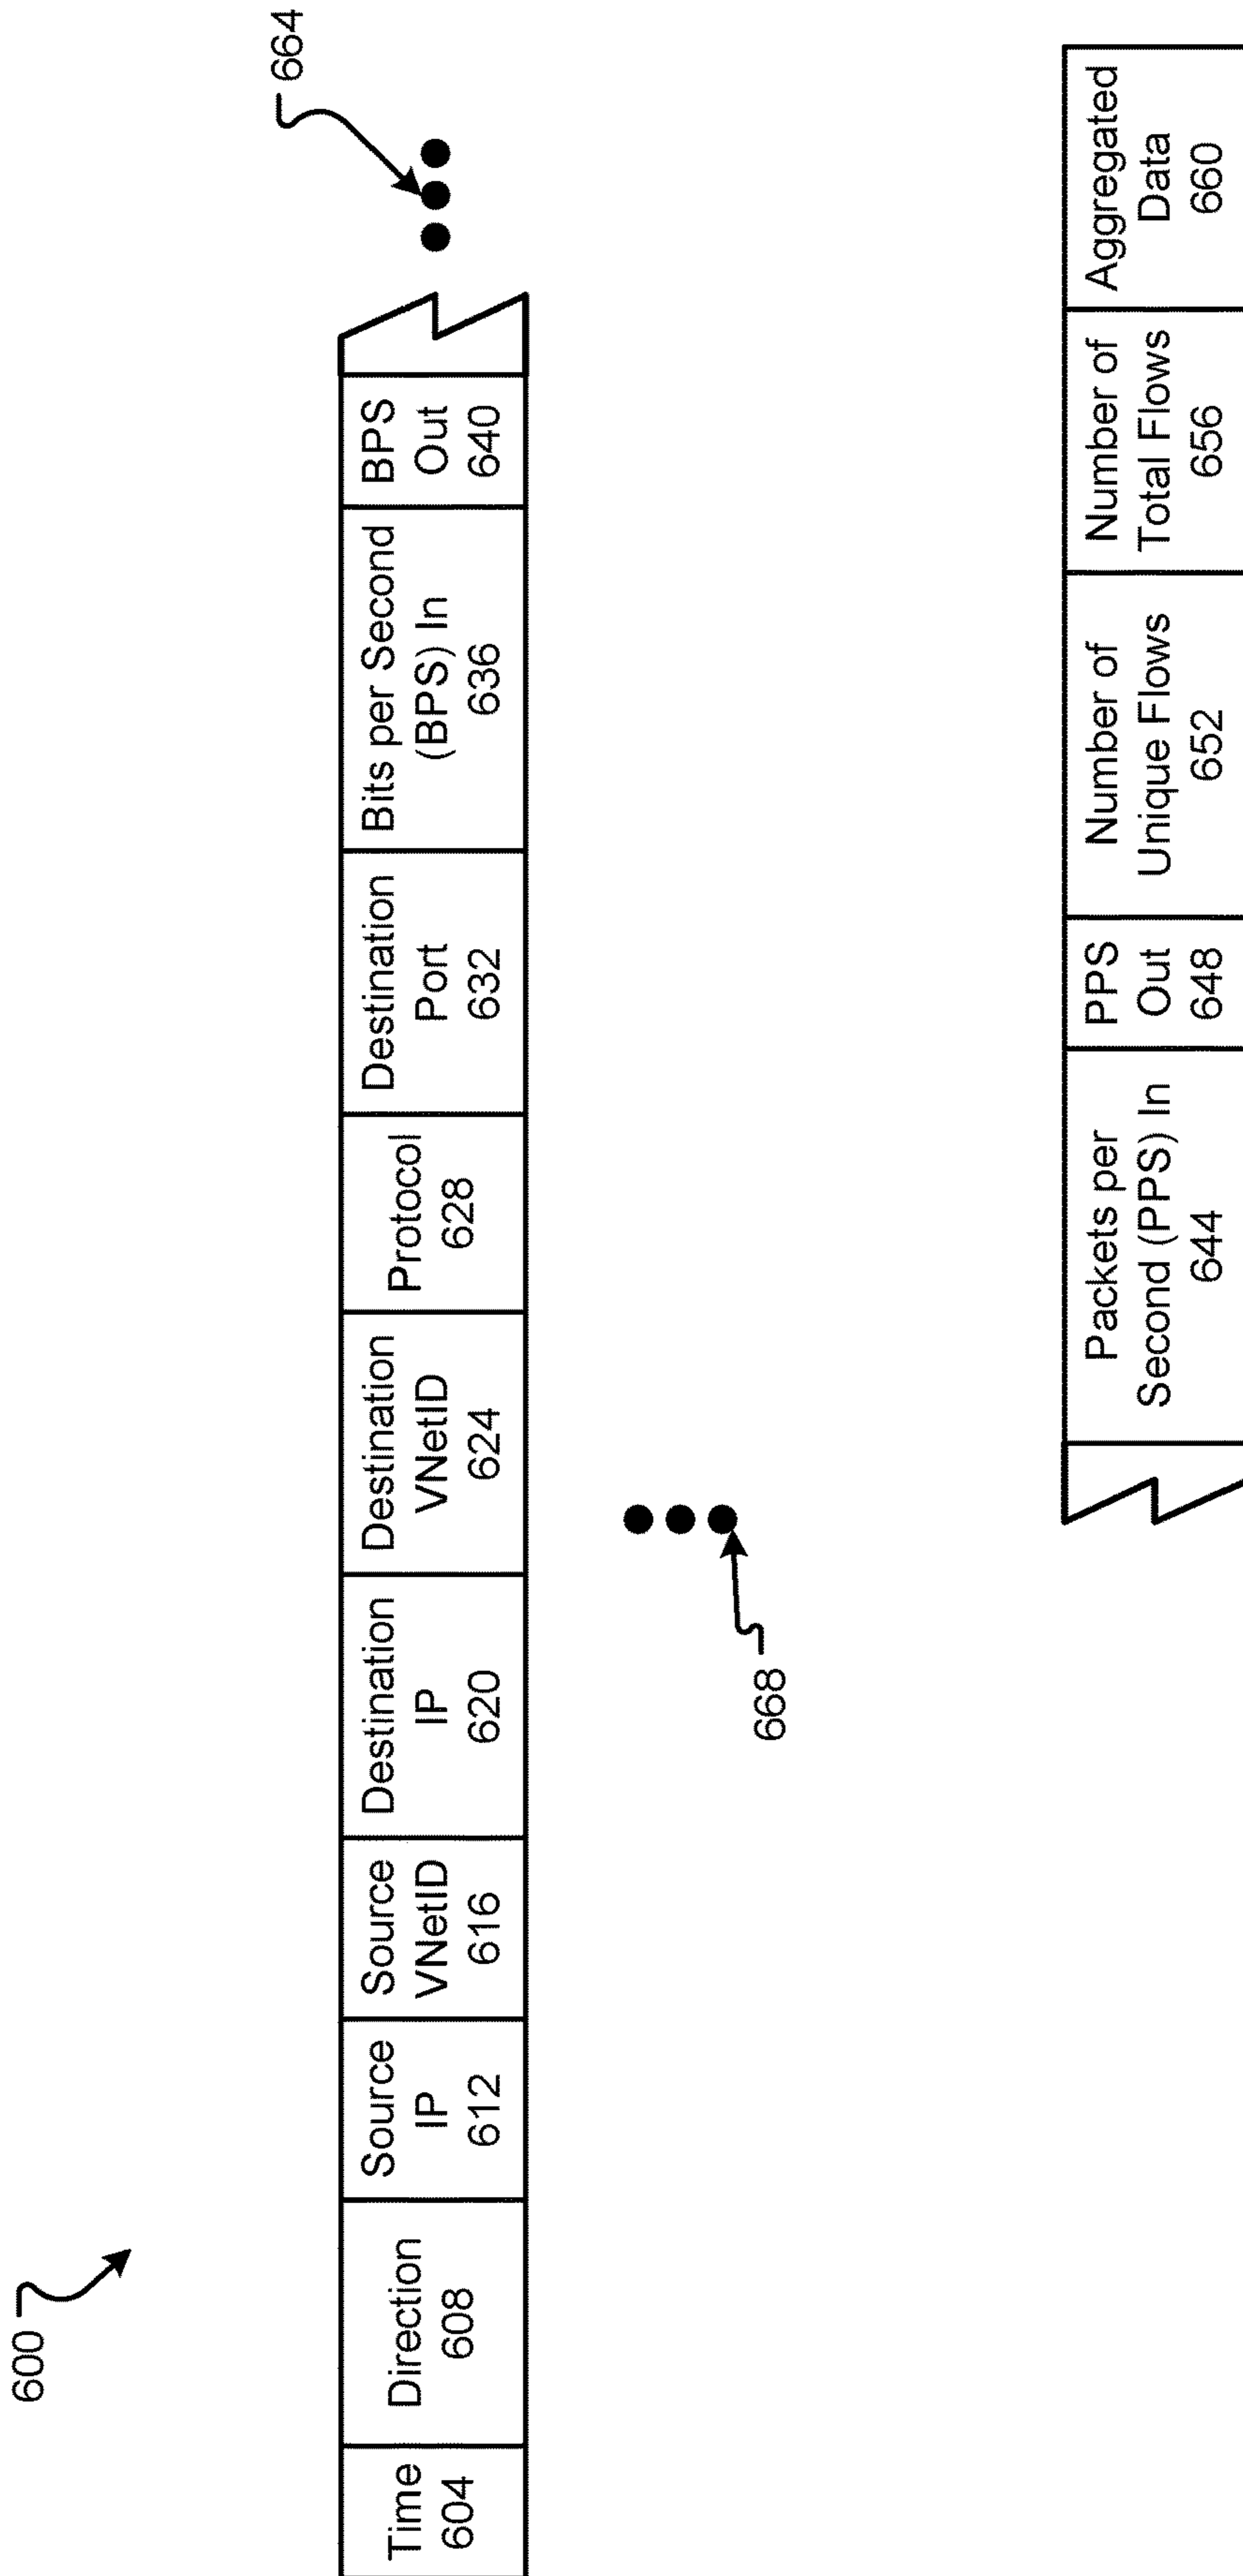 600
664
Time
604
Direction
608
Source
IP
612
Source
VNetID
616
Destination
IP
620
Destination
VNetID
624
Protocol
628
Destination
Port
632
Bits per Second
(BPS) In
636
BPS
Out
640
668
Packets per
Second (PPS) In
644
PPS
Out
648
Number of
Unique Flows
652
Number of
Total Flows
656
Aggregated
Data
660